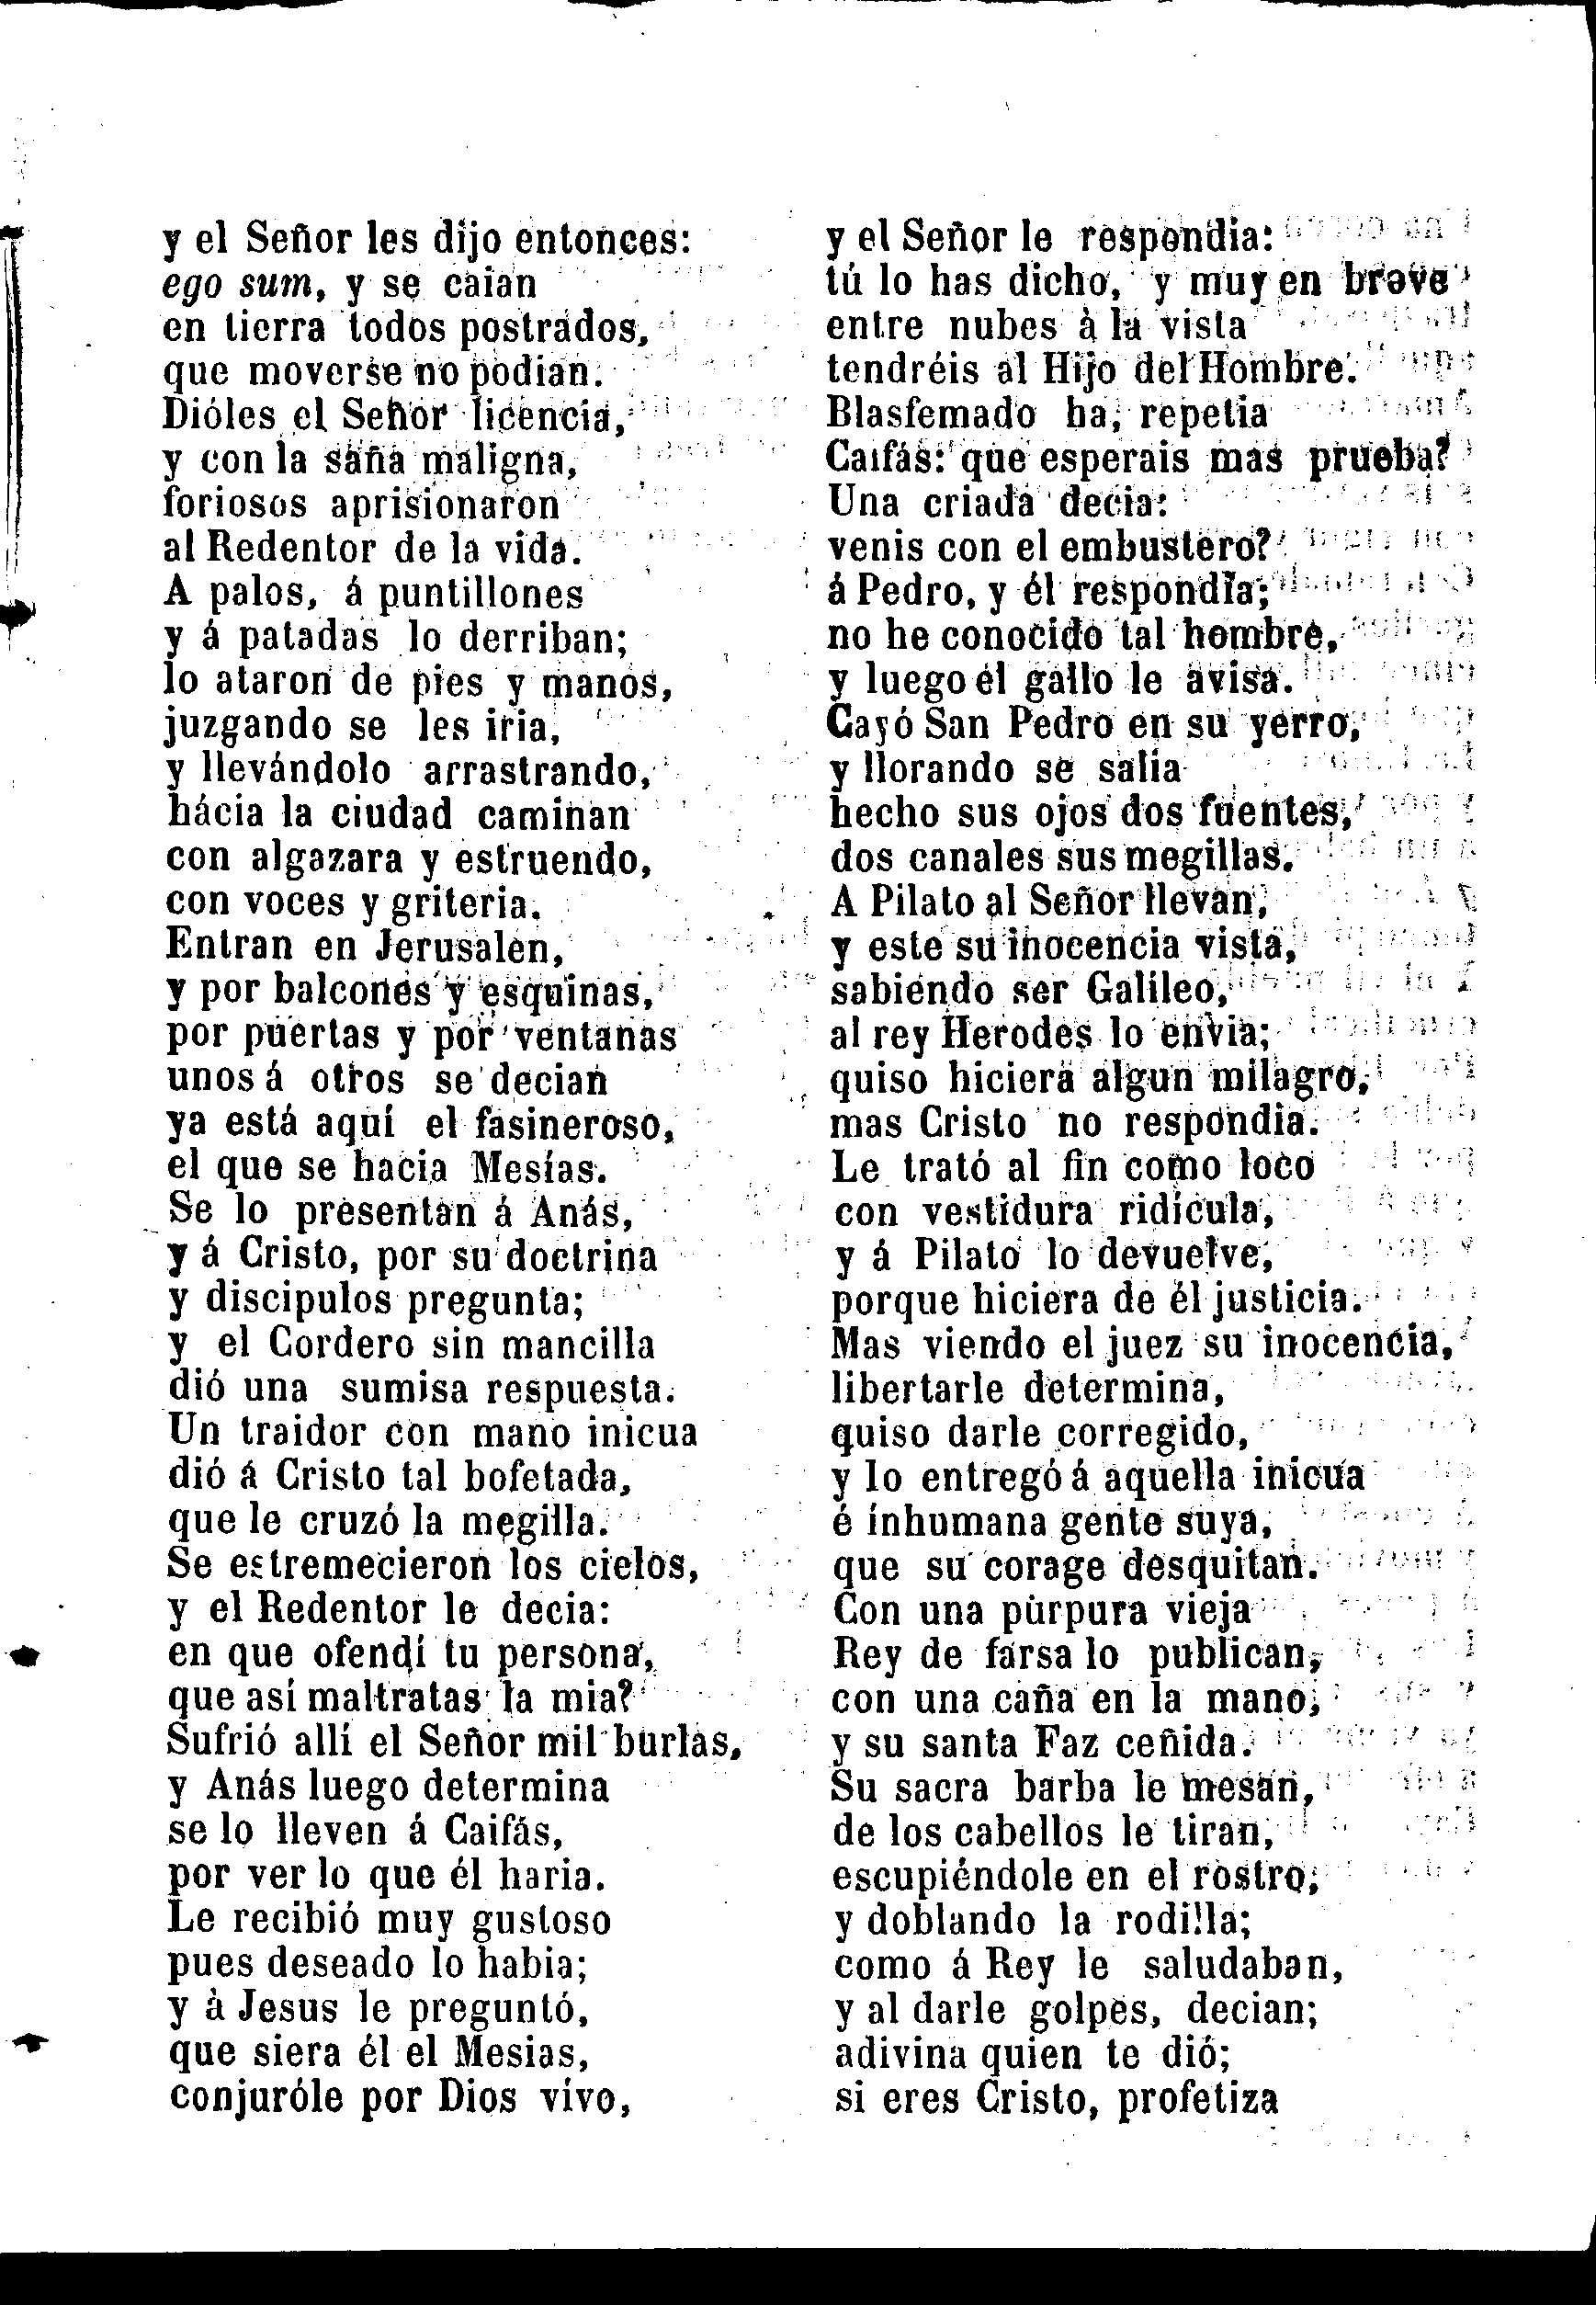 y el Señor les dijo entonces:
ego sum, y se caian
en tierra todos postrados,
que moverse no podian.
Dióles el Señor licencia,
y con la saña maligna,
foriosos aprisionaron
al Redentor de la vida.
A palos, á puntillones
y á patadas lo derriban;
lo ataron de pies y manos,
juzgando se les iria,
y llevándolo arrastrando,
hácia la ciudad caminan
con algazara y estruendo,
con voces y griteria.
Entran en Jerusalen,
y por balcones y esquinas,
por puertas y por ventanas
unos á otros se decian
ya está aquí el fasineroso,
el que se hacia Mesías.
Se lo presentan á Anás,
y á Cristo, por su doctrina
y discipulos pregunta;
y el Cordero sin mancilla
dió una sumisa respuesta.
Un traidor con mano inicua
dió á Cristo tal bofetada,
que le cruzó la megilla.
Se estremecieron los cielos,
y el Redentor le decia:
en que ofendí tu persona,
que así maltratas la mia?
Sufrió allí el Señor mil burlas,
y Anás luego determina
se lo lleven á Caifás,
por ver lo que él haria.
Le recibió muy gustoso
pues deseado lo habia;
y à Jesus le preguntó,
que siera él el Mesias,
conjuróle por Dios vívo,
y el Señor le respondia:
tú lo has dicho, y muy en breve
entre nubes à la vista
tendréis al Hijo del Hombre.
Blasfemado ha, repetia
Caifás: que esperais mas prueba?
Una criada decia:
venis con el embustero?
á Pedro, y él respondia;
no he conocido tal hombre,
y luego el gallo le avisa.
Cayó San Pedro en su yerro,
y llorando se salia
hecho sus ojos dos fuentes,
dos canales sus megillas.
A Pilato al Señor llevan,
y este su inocencia vista,
sabiendo ser Galileo,
al rey Herodes lo envia;
quiso hiciera algun milagro,
mas Cristo no respondia.
Le trató al fin como loco
con vestidura ridícula,
y á Pilato lo devuelve,
porque hiciera de él justicia.
Mas viendo el juez su inocencia,
libertarle determina,
quiso darle corregido,
y lo entregó á aquella inicua
é ínhumana gente suya,
que su corage desquitan.
Con una pùrpura vieja
Rey de farsa lo publican,
con una caña en la mano,
y su santa Faz ceñida.
Su sacra barba le mesan,
de los cabellos le tiran,
escupiéndole en el rostro,
y doblando la rodilla;
como á Rey le saludaban,
y al darle golpes, decian;
adivina quien te dió;
si eres Cristo, profetiza